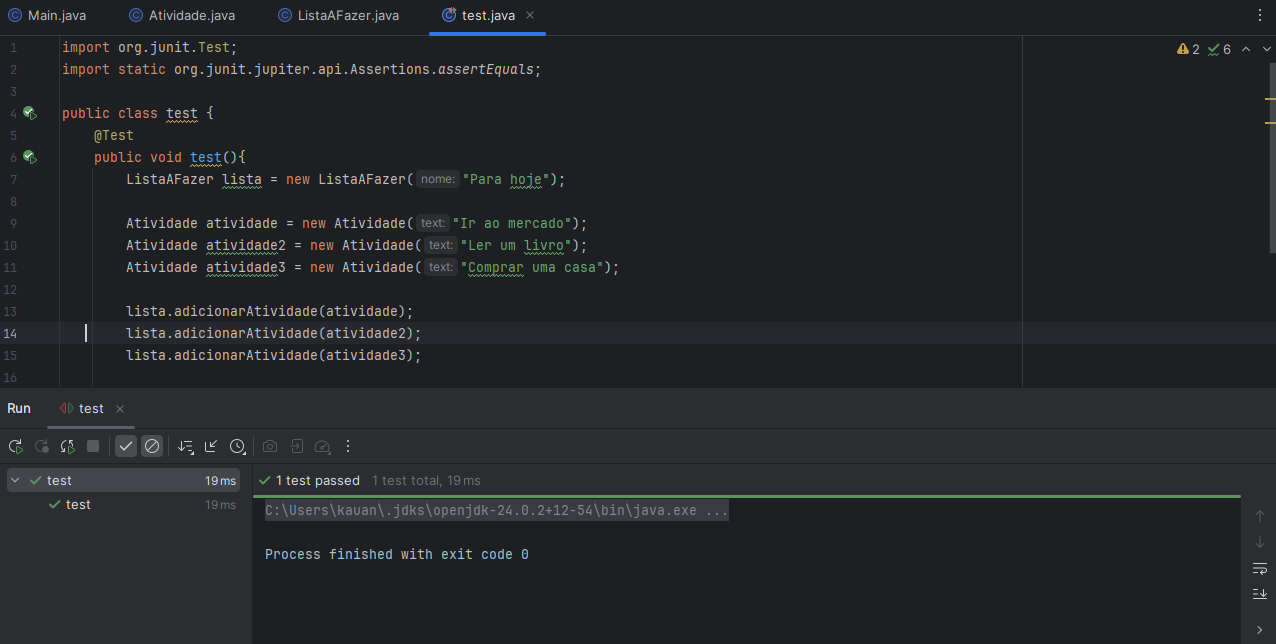 Main.java Atividade.java ListaAFazer.java test.java
1 import org.junit.Test; 2 6
2 import static org.junit.jupiter.api.Assertions.assertEquals;
3
4 public class test {
5 @Test
6 public void test(){
7 ListaAFazer lista = new ListaAFazer( nome: "Para hoje");
8
9 Atividade atividade = new Atividade( text: "Ir ao mercado");
10 Atividade atividade2 = new Atividade( text: "Ler um livro");
11 Atividade atividade3 = new Atividade( text: "Comprar uma casa");
12
13 lista.adicionarAtividade(atividade);
14 lista.adicionarAtividade(atividade2);
15 lista.adicionarAtividade(atividade3);
16
Run test
test 19 ms 1 test passed 1 test total, 19 ms
test 19 ms
C:\Users\kauan\.jdks\openjdk-24.0.2+12-54\bin\java.exe ...
Process finished with exit code 0